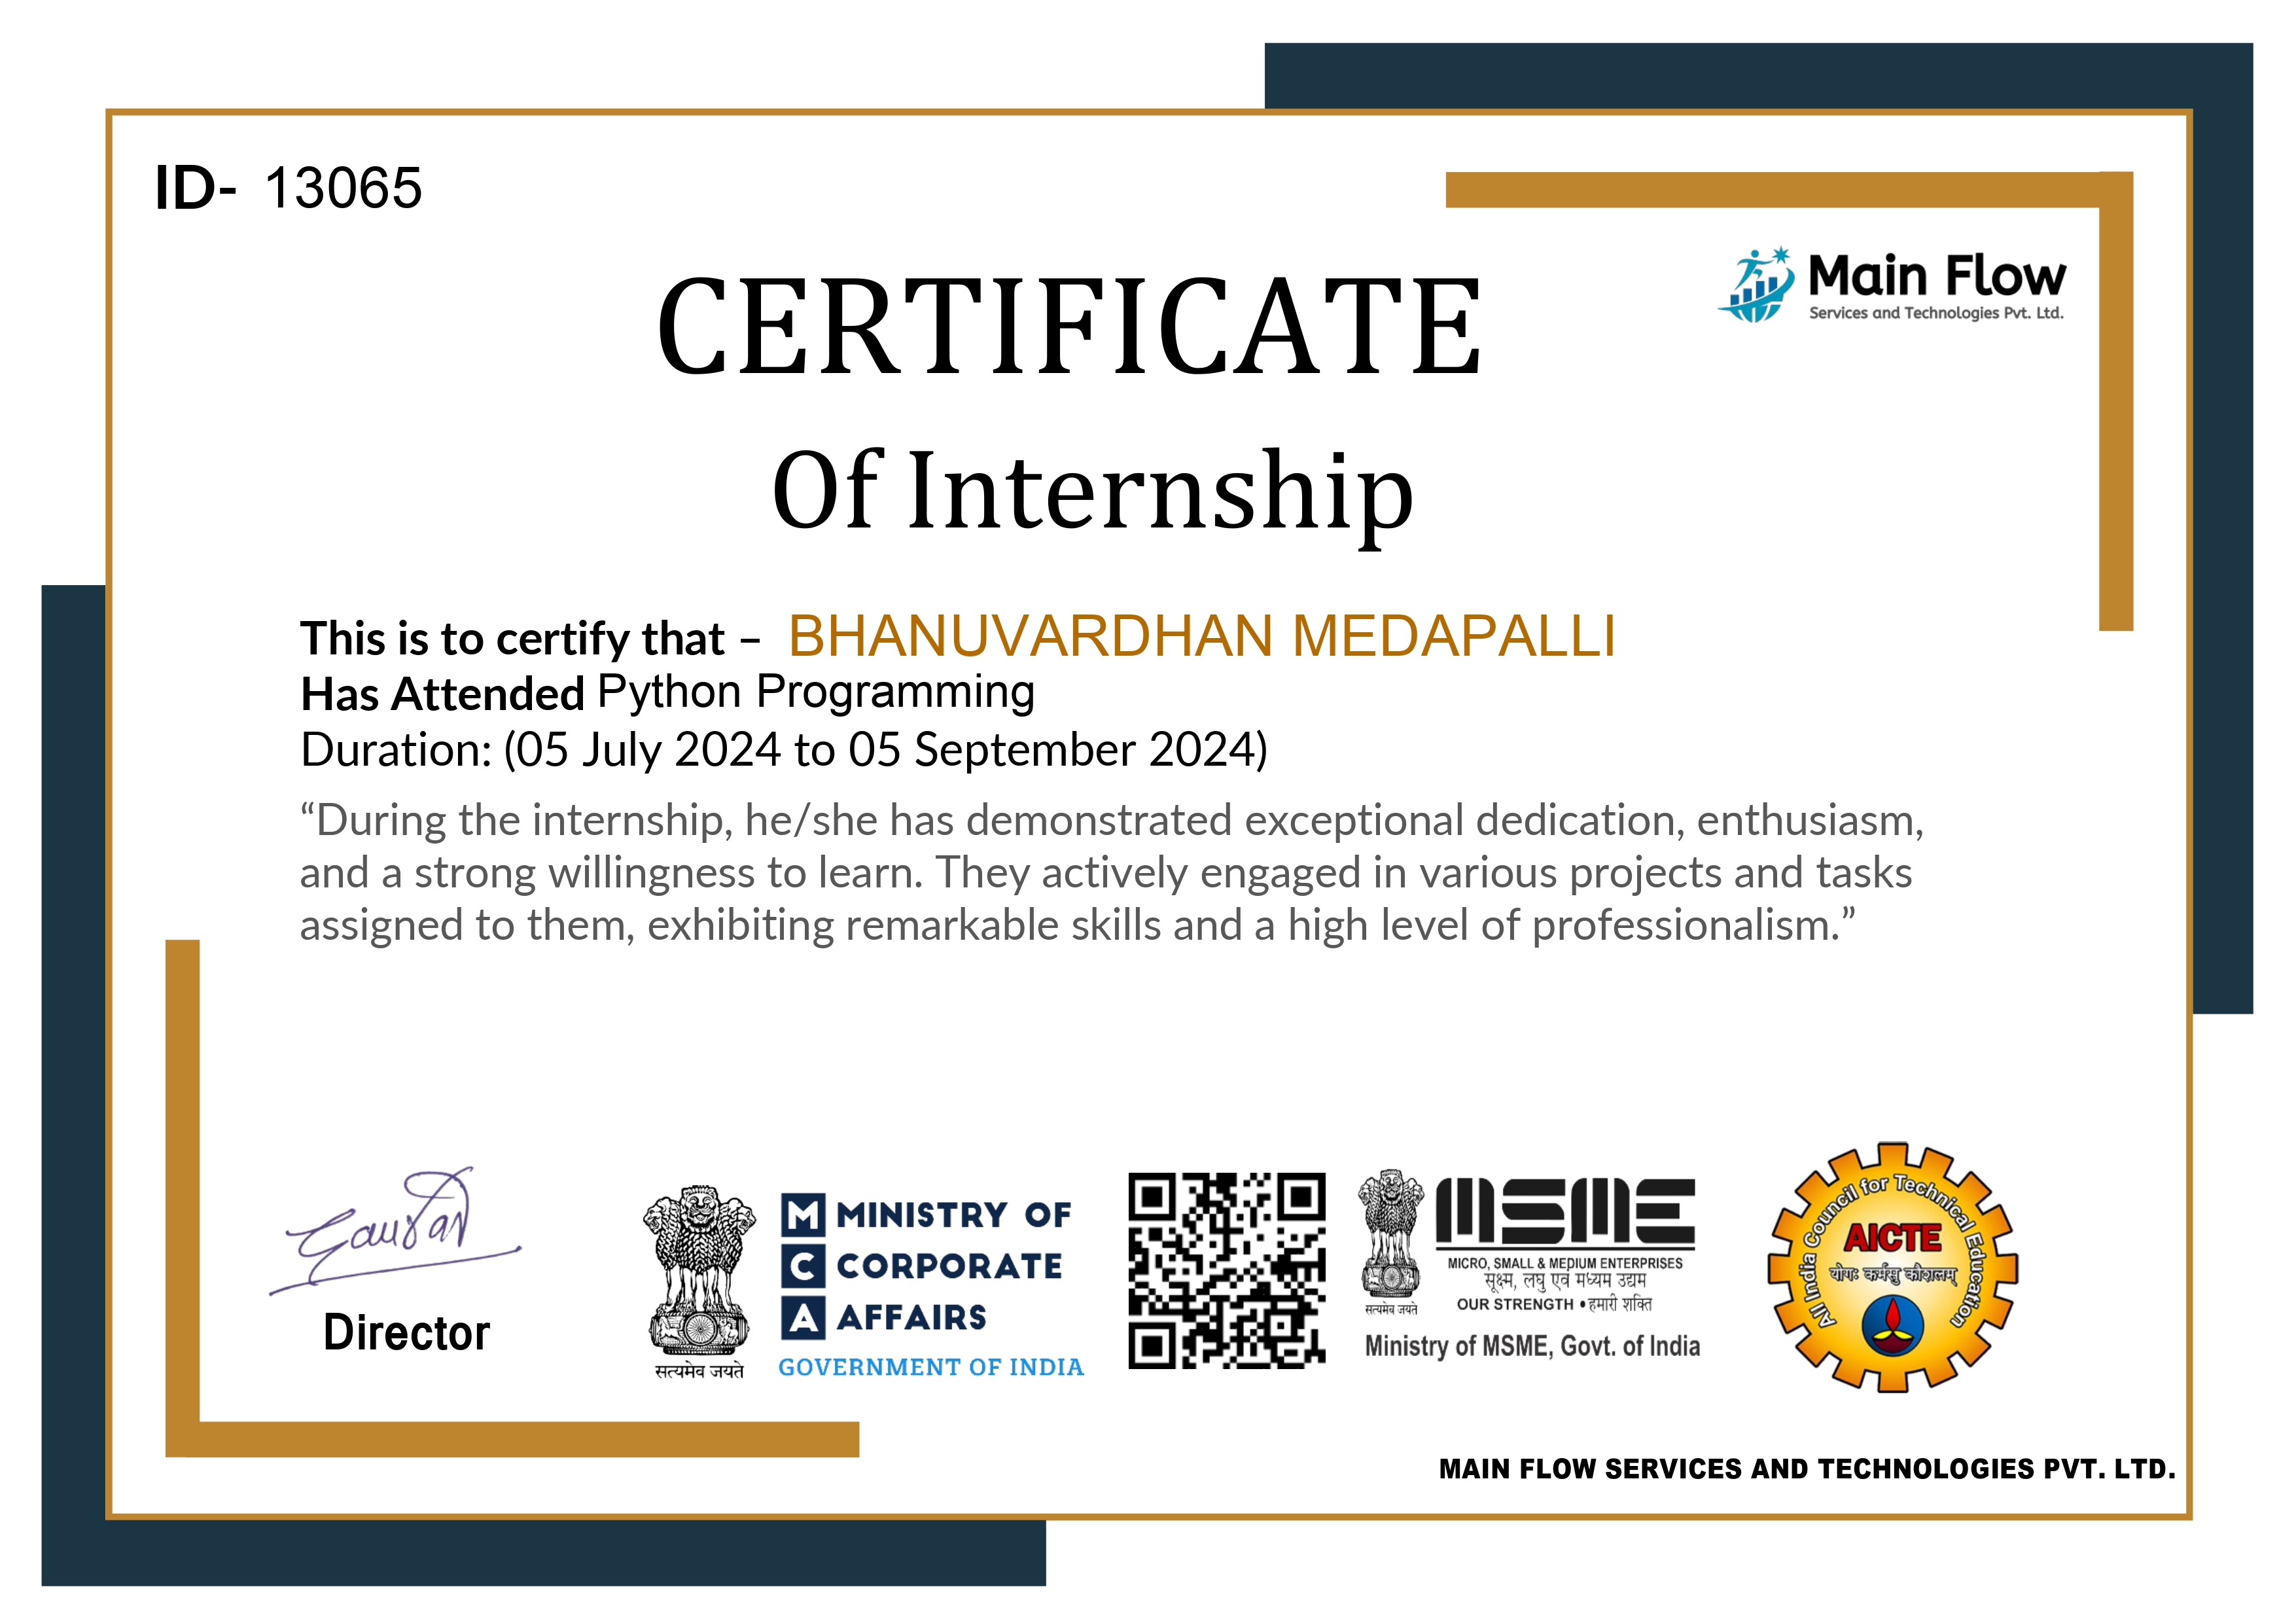 ID- 13065
Main Flow
Services and Technologies Pvt. Ltd.
CERTIFICATE
Of Internship
This is to certify that – BHANUVARDHAN MEDAPALLI
Has Attended Python Programming
Duration: (05 July 2024 to 05 September 2024)
“During the internship, he/she has demonstrated exceptional dedication, enthusiasm,
and a strong willingness to learn. They actively engaged in various projects and tasks
assigned to them, exhibiting remarkable skills and a high level of professionalism.”
Director
सत्यमेव जयते
M MINISTRY OF
C CORPORATE
A AFFAIRS
GOVERNMENT OF INDIA
सत्यमेव जयते
MSME
MICRO, SMALL & MEDIUM ENTERPRISES
सूक्ष्म, लघु एवं मध्यम उद्यम
OUR STRENGTH • हमारी शक्ति
Ministry of MSME, Govt. of India
All India Council for Technical Education
AICTE
योगः कर्मसु कौशलम्
MAIN FLOW SERVICES AND TECHNOLOGIES PVT. LTD.